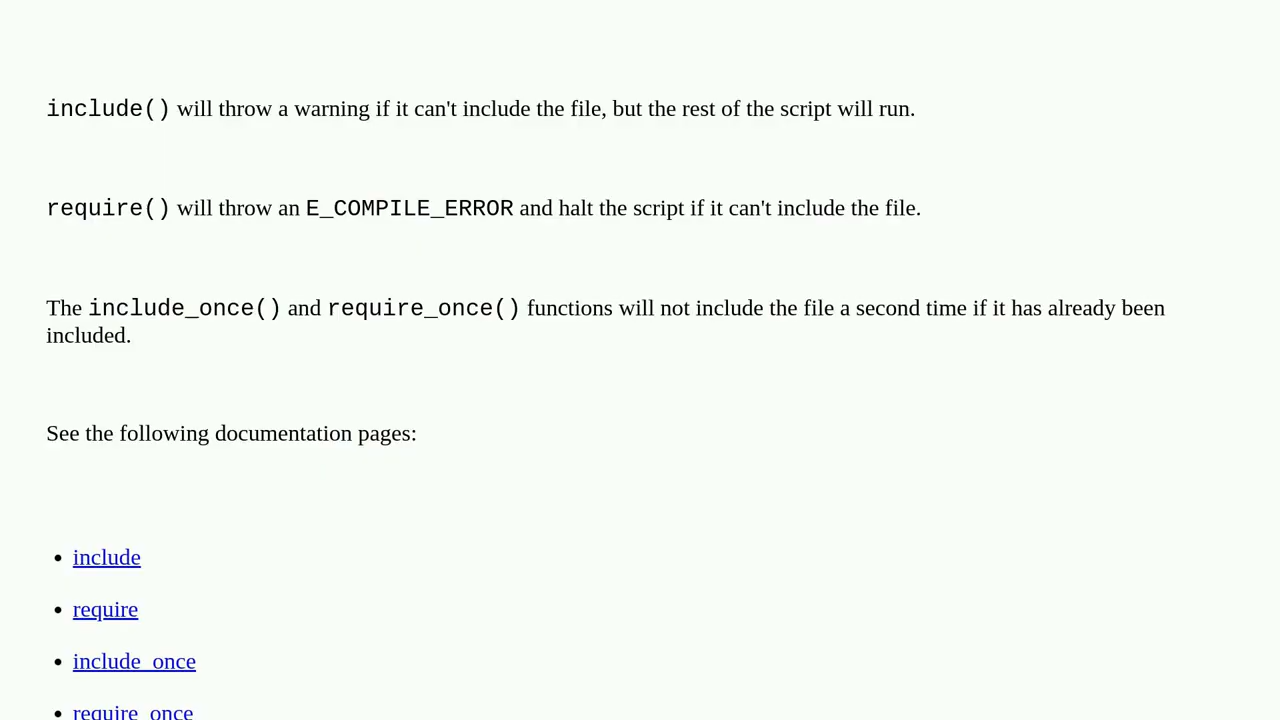 include() will throw a warning if it can't include the file, but the rest of the script will run.
require() will throw an E_COMPILE_ERROR and halt the script if it can't include the file.
The include_once() and require_once() functions will not include the file a second time if it has already been
included.
See the following documentation pages:
• include
• require
• include_once
• require_once